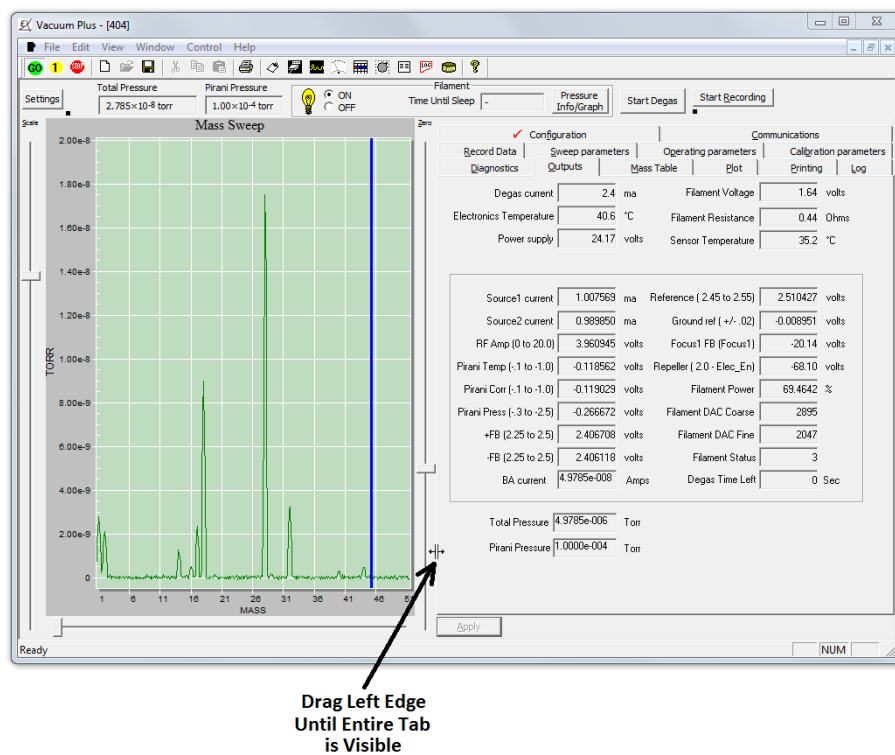 Vacuum Plus - [404]
File Edit View Window Control Help
GO 1 STOP LOG ?
Settings
Total Pressure
2.785×10-8 torr
Pirani Pressure
1.00×10-4 torr
ON
OFF
Filament
Time Until Sleep -
Pressure
Info/Graph
Start Degas
Start Recording
Scale
Mass Sweep
Zero
2.00e-8
1.80e-8
1.60e-8
1.40e-8
1.20e-8
1.00e-8
8.00e-9
6.00e-9
4.00e-9
2.00e-9
0
TORR
1 6 11 16 21 26 31 36 41 46 51
MASS
Configuration Communications
Record Data Sweep parameters Operating parameters Calibration parameters
Diagnostics Outputs Mass Table Plot Printing Log
Degas current 2.4 ma Filament Voltage 1.64 volts
Electronics Temperature 40.6 °C Filament Resistance 0.44 Ohms
Power supply 24.17 volts Sensor Temperature 35.2 °C
Source1 current 1.007569 ma Reference ( 2.45 to 2.55) 2.510427 volts
Source2 current 0.989850 ma Ground ref ( +/- .02) -0.008951 volts
RF Amp (0 to 20.0) 3.960945 volts Focus1 FB (Focus1) -20.14 volts
Pirani Temp (-.1 to -1.0) -0.118562 volts Repeller ( 2.0 - Elec_En) -68.10 volts
Pirani Corr (-.1 to -1.0) -0.119029 volts Filament Power 69.4642 %
Pirani Press (-.3 to -2.5) -0.266672 volts Filament DAC Coarse 2895
+FB (2.25 to 2.5) 2.406708 volts Filament DAC Fine 2047
-FB (2.25 to 2.5) 2.406118 volts Filament Status 3
BA current 4.9785e-008 Amps Degas Time Left 0 Sec
Total Pressure 4.9785e-006 Torr
Pirani Pressure 1.0000e-004 Torr
Apply
Ready NUM
Drag Left Edge
Until Entire Tab
is Visible